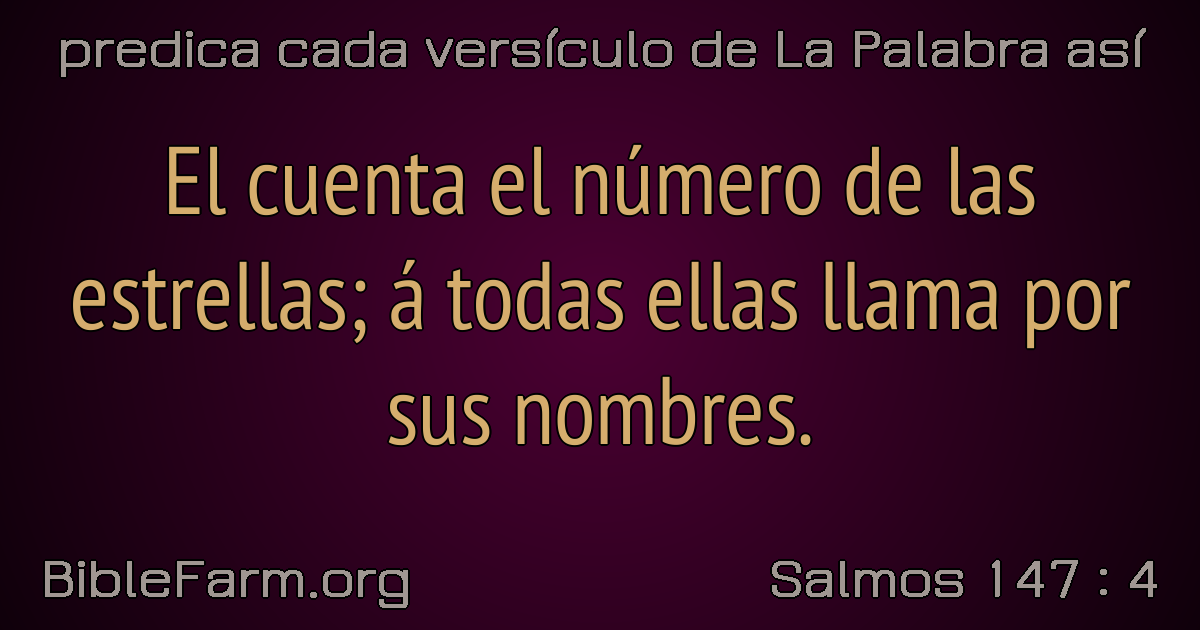 predica cada versículo de La Palabra así
El cuenta el número de las
estrellas; á todas ellas llama por
sus nombres.
BibleFarm.org
Salmos 147 : 4